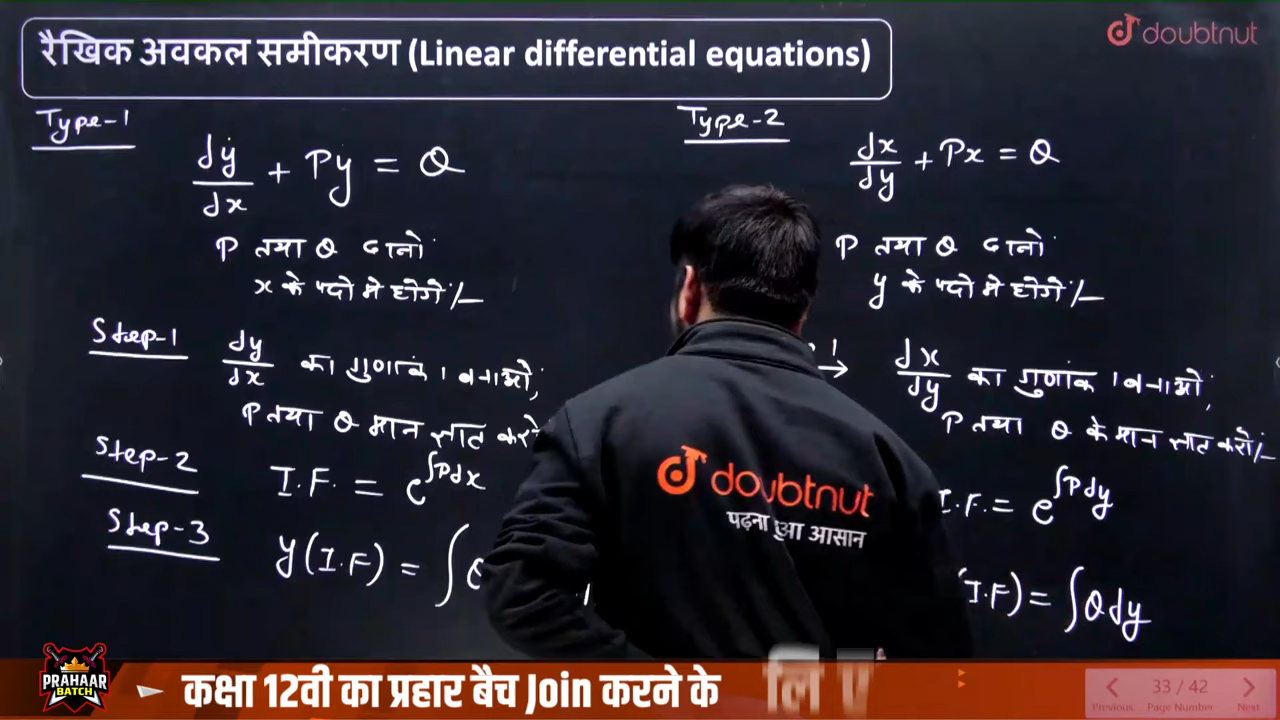 रैखिक अवकल समीकरण (Linear differential equations)
doubtnut
Type-1
dy/dx + Py = Q
P तथा Q दोनों
x के पदो मे होंगे /-
Step-1 dy/dx का गुणांक 1 बनाओ,
P तथा Q मान ज्ञात करो
Step-2 I.F. = e^∫Pdx
Step-3 y(I.F) = ∫Q
Type-2
dx/dy + Px = Q
P तथा Q दोनों
y के पदो मे होंगे /-
1 → dx/dy का गुणांक 1 बनाओ,
P तथा Q के मान ज्ञात करो /-
I.F. = e^∫Pdy
(I.F) = ∫Q dy
doubtnut
पढ़ना हुआ आसान
PRAHAAR
BATCH
कक्षा 12वी का प्रहार बैच Join करने के लिए
33 / 42
Previous Page Number Next